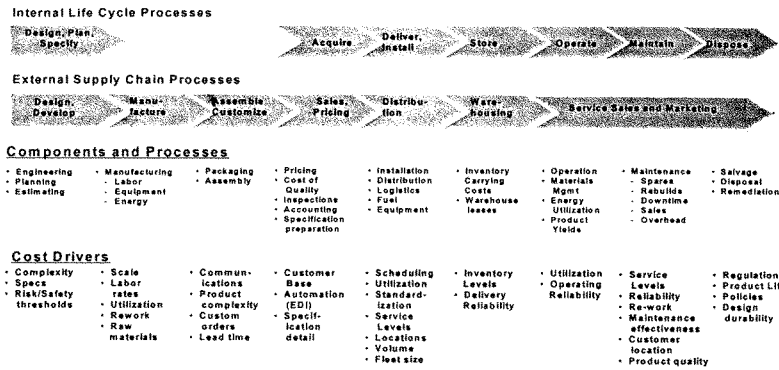 Internal Life Cycle Processes
Design, Plan,
Specify
Acquire
Deliver,
Install
Store
Operate
Maintain
Dispose
External Supply Chain Processes
Design,
Develop
Manu-
facture
Assemble
Customize
Sales,
Pricing
Distribu-
tion
Ware-
housing
Service Sales and Marketing
Components and Processes
• Engineering
• Planning
• Estimating
• Manufacturing
- Labor
- Equipment
- Energy
• Packaging
• Assembly
• Pricing
• Cost of
Quality
• Inspections
• Accounting
• Specification
preparation
• Installation
• Distribution
• Logistics
• Fuel
• Equipment
• Inventory
Carrying
Costs
• Warehouse
leases
• Operation
• Materials
Mgmt
• Energy
Utilization
• Product
Yields
• Maintenance
- Spares
- Rebuilds
- Downtime
- Sales
- Overhead
• Salvage
• Disposal
• Remediation
Cost Drivers
• Complexity
• Specs
• Risk/Safety
thresholds
• Scale
• Labor
rates
• Utilization
• Rework
• Raw
materials
• Commun-
ications
• Product
complexity
• Custom
orders
• Lead time
• Customer
Base
• Automation
(EDI)
• Specif-
ication
detail
• Scheduling
• Utilization
• Standard-
ization
• Service
Levels
• Locations
• Volume
• Fleet size
• Inventory
Levels
• Delivery
Reliability
• Utilization
• Operating
Reliability
• Service
Levels
• Reliability
• Re-work
• Maintenance
effectiveness
• Customer
location
• Product quality
• Regulation
• Product Lif
• Policies
• Design
durability